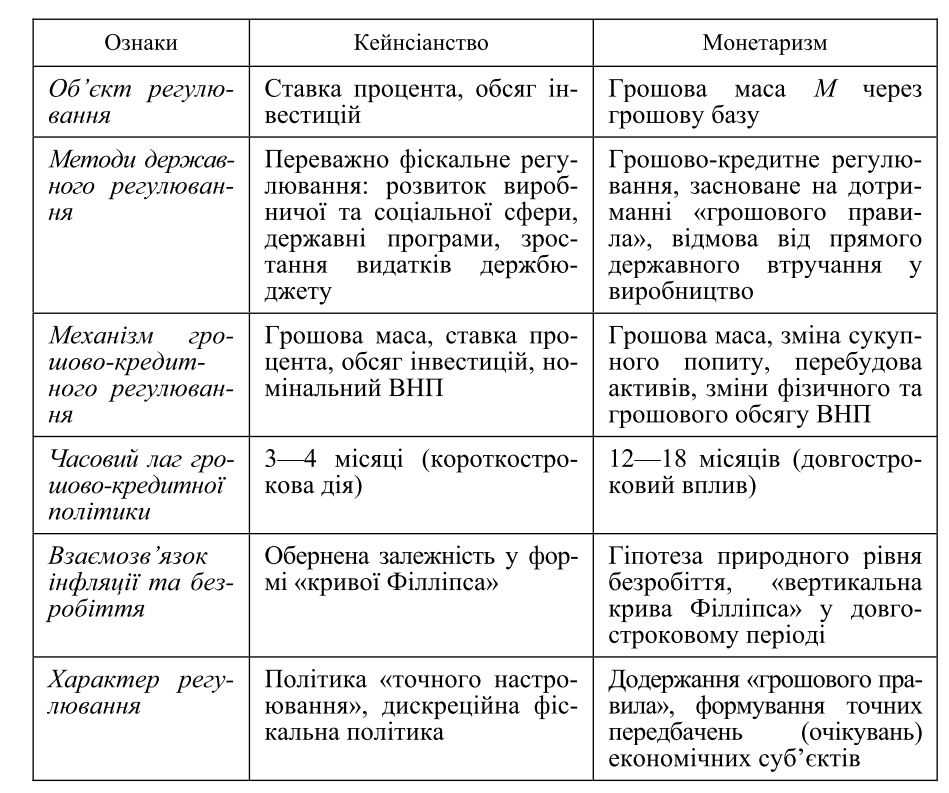 Ознаки
Кейнсіанство
Монетаризм
Об’єкт регулю-
вання
Ставка процента, обсяг ін-
вестицій
Грошова маса M через
грошову базу
Методи держав-
ного регулюван-
ня
Переважно фіскальне регу-
лювання: розвиток вироб-
ничої та соціальної сфери,
державні програми, зрос-
тання видатків держбю-
джету
Грошово-кредитне регулю-
вання, засноване на дотри-
манні «грошового прави-
ла», відмова від прямого
державного втручання у
виробництво
Механізм гро-
шово-кредит-
ного регулюван-
ня
Грошова маса, ставка про-
цента, обсяг інвестицій, но-
мінальний ВНП
Грошова маса, зміна сукуп-
ного попиту, перебудова
активів, зміни фізичного та
грошового обсягу ВНП
Часовий лаг гро-
шово-кредитної
політики
3—4 місяці (короткостро-
кова дія)
12—18 місяців (довгостро-
ковий вплив)
Взаємозв’язок
інфляції та без-
робіття
Обернена залежність у фор-
мі «кривої Філліпса»
Гіпотеза природного рівня
безробіття, «вертикальна
крива Філліпса» у довго-
строковому періоді
Характер регу-
лювання
Політика «точного настро-
ювання», дискреційна фіс-
кальна політика
Додержання «грошового пра-
вила», формування точних
передбачень (очікувань)
економічних суб’єктів